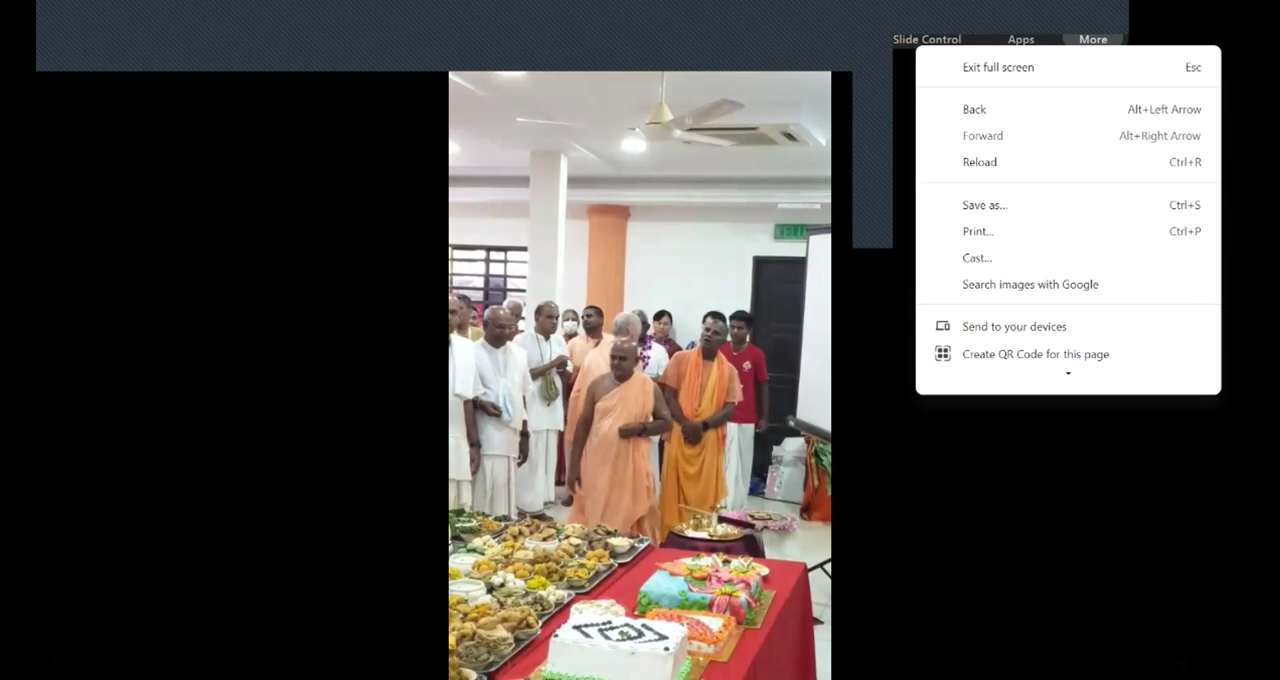 Slide Control Apps More
Exit full screen Esc
Back Alt+Left Arrow
Forward Alt+Right Arrow
Reload Ctrl+R
Save as... Ctrl+S
Print... Ctrl+P
Cast...
Search images with Google
Send to your devices
Create QR Code for this page